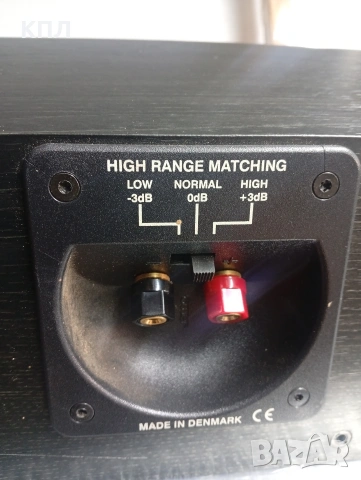 КПЛ
HIGH RANGE MATCHING
LOW NORMAL HIGH
-3dB 0dB +3dB
MADE IN DENMARK CE
BAZAR